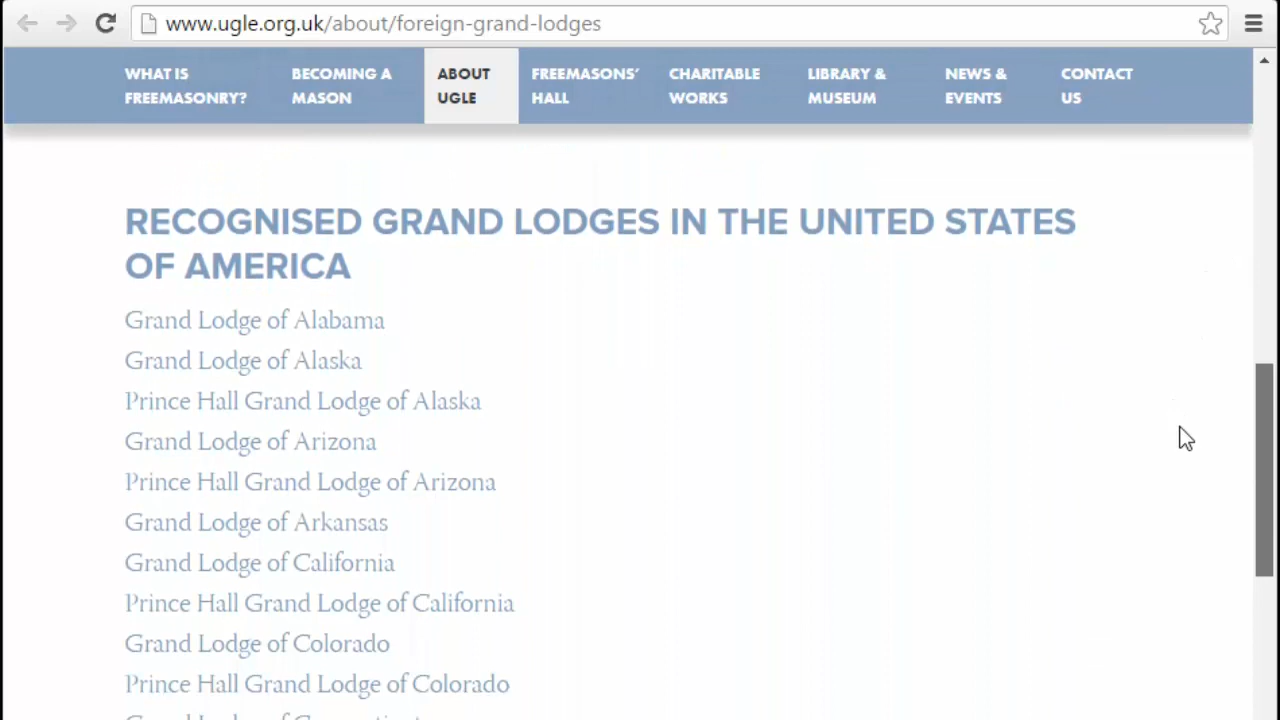 www.ugle.org.uk/about/foreign-grand-lodges
WHAT IS FREEMASONRY?
BECOMING A MASON
ABOUT UGLE
FREEMASONS' HALL
CHARITABLE WORKS
LIBRARY & MUSEUM
NEWS & EVENTS
CONTACT US
RECOGNISED GRAND LODGES IN THE UNITED STATES
OF AMERICA
Grand Lodge of Alabama
Grand Lodge of Alaska
Prince Hall Grand Lodge of Alaska
Grand Lodge of Arizona
Prince Hall Grand Lodge of Arizona
Grand Lodge of Arkansas
Grand Lodge of California
Prince Hall Grand Lodge of California
Grand Lodge of Colorado
Prince Hall Grand Lodge of Colorado